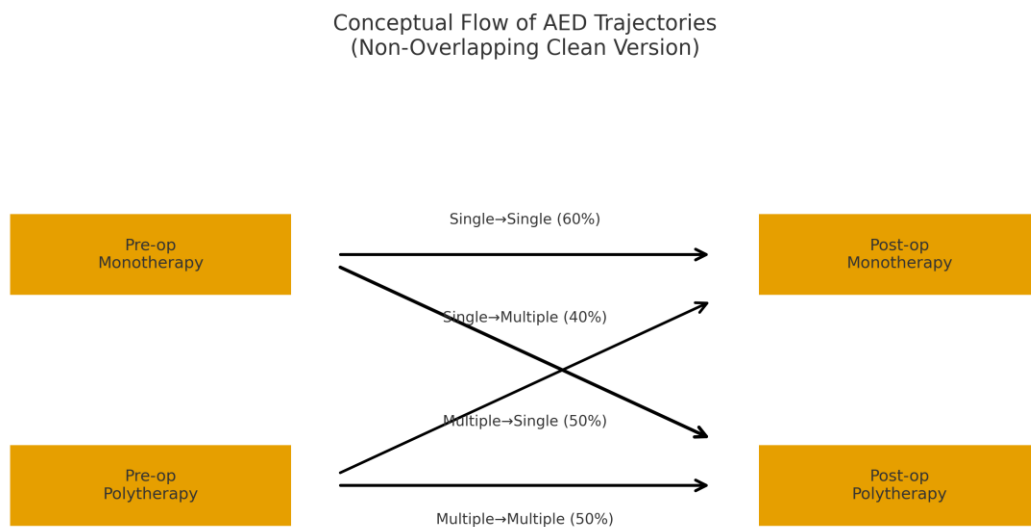 Conceptual Flow of AED Trajectories
(Non-Overlapping Clean Version)
Single→Single (60%)
Pre-op
Monotherapy
Post-op
Monotherapy
Single→Multiple (40%)
Multiple→Single (50%)
Pre-op
Polytherapy
Post-op
Polytherapy
Multiple→Multiple (50%)